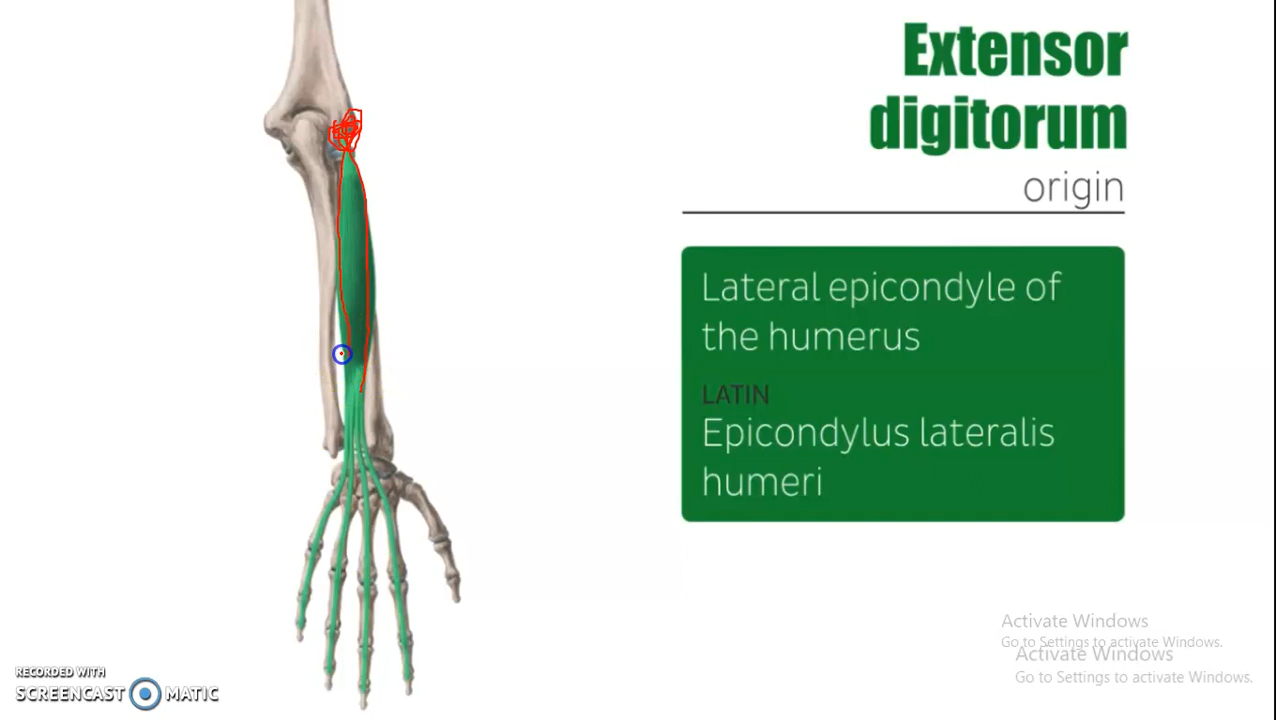 Extensor
digitorum
origin
Lateral epicondyle of
the humerus
LATIN
Epicondylus lateralis
humeri
Activate Windows
Go to Settings to activate Windows.
Activate Windows
Go to Settings to activate Windows.
RECORDED WITH
SCREENCAST MATIC